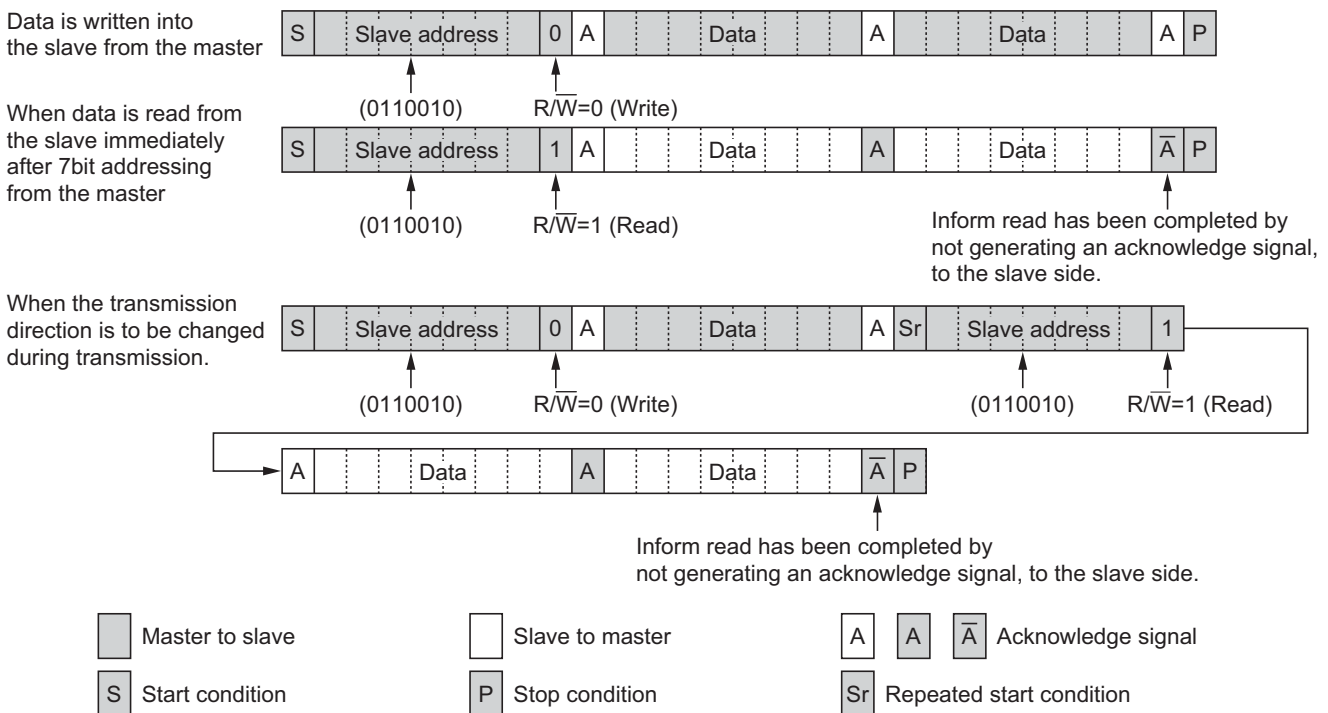 Data is written into
the slave from the master
S Slave address 0 A Data A Data A P
(0110010) R/W̅=0 (Write)
When data is read from
the slave immediately
after 7bit addressing
from the master
S Slave address 1 A Data A Data A̅ P
(0110010) R/W̅=1 (Read)
Inform read has been completed by
not generating an acknowledge signal,
to the slave side.
When the transmission
direction is to be changed
during transmission.
S Slave address 0 A Data A Sr Slave address 1
(0110010) R/W̅=0 (Write) (0110010) R/W̅=1 (Read)
A Data A Data A̅ P
Inform read has been completed by
not generating an acknowledge signal, to the slave side.
Master to slave Slave to master A A A̅ Acknowledge signal
S Start condition P Stop condition Sr Repeated start condition